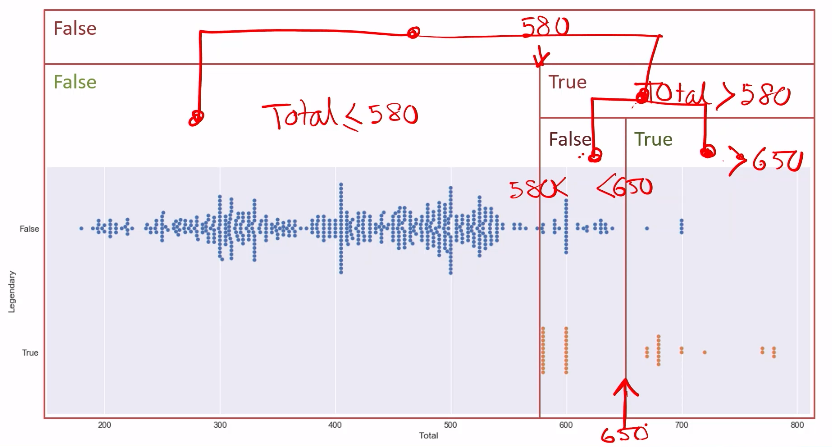 False
580
False
True
Total ≤ 580
Total > 580
False
True
> 650
580<
<650
False
Legendary
True
200
300
400
500
600
700
800
Total
650